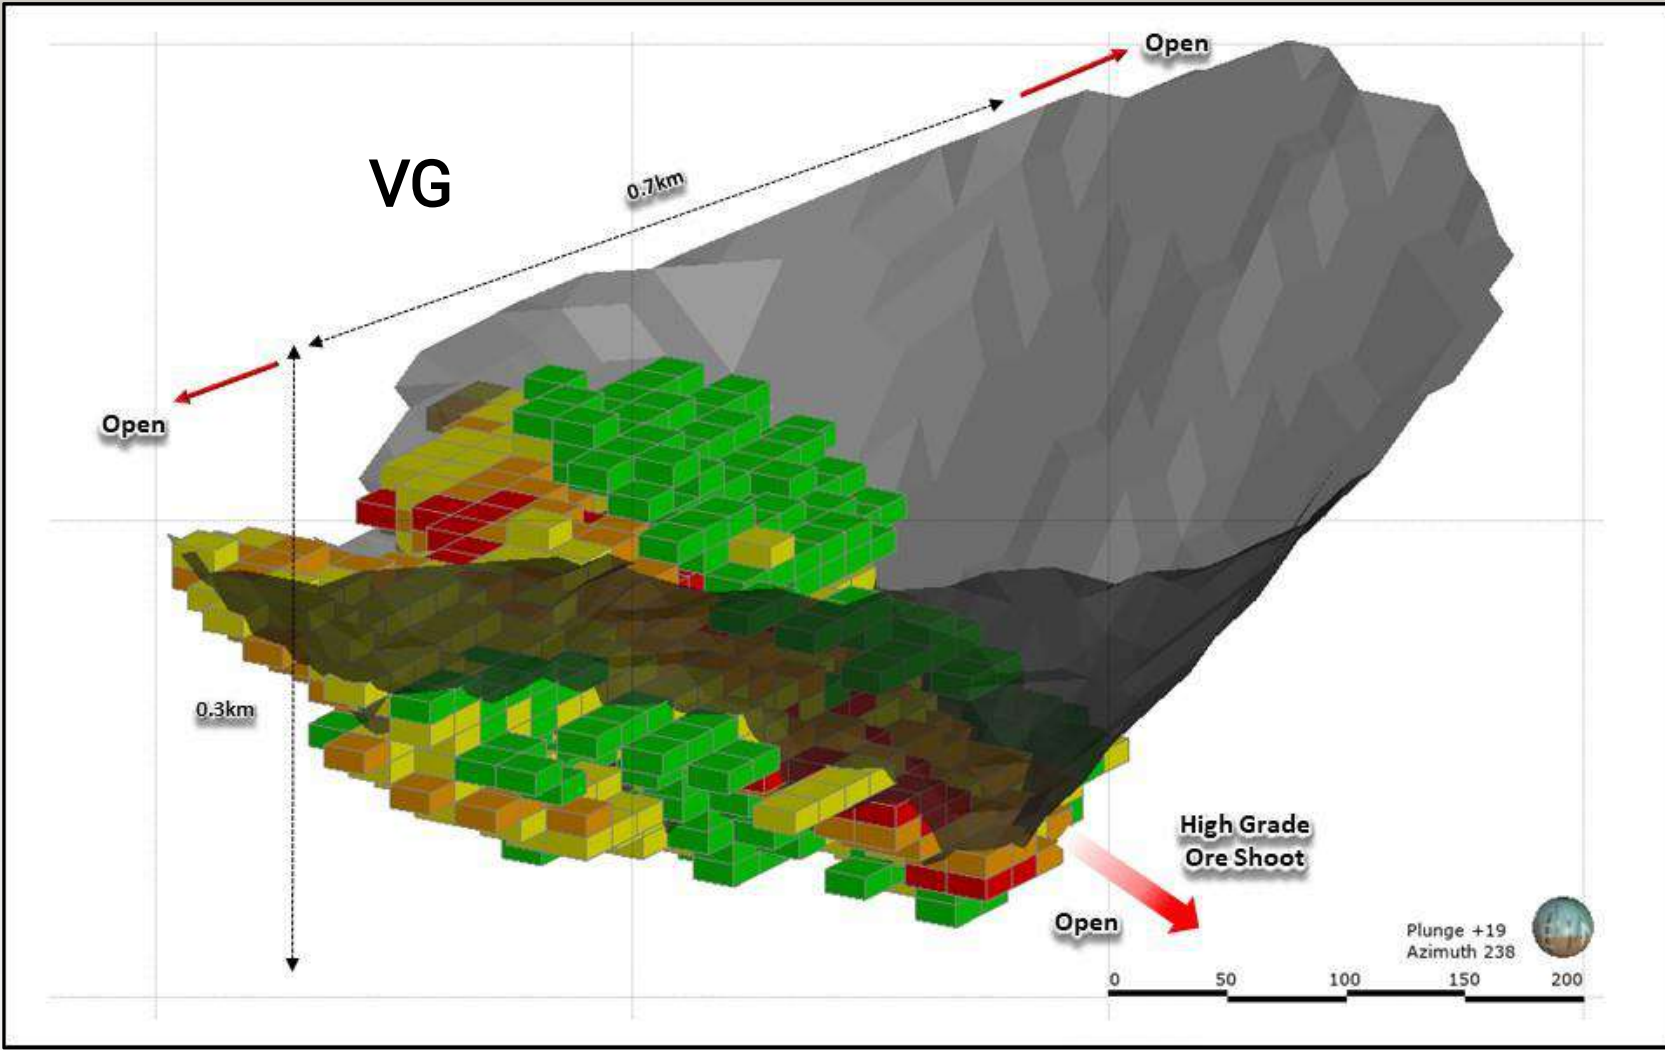 Open
VG
0.7km
Open
0.3km
High Grade
Ore Shoot
Open
Plunge +19
Azimuth 238
0 50 100 150 200